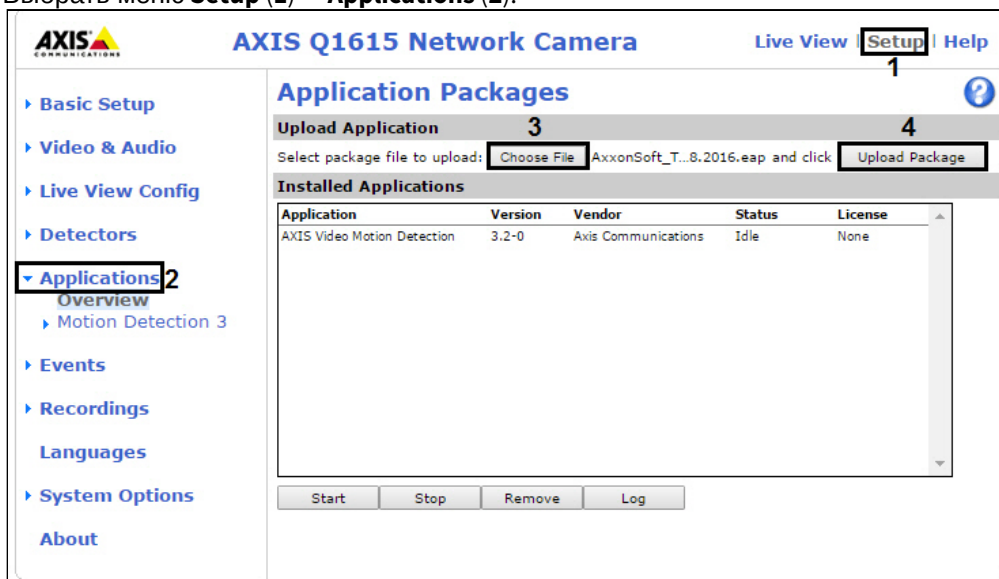 Выбрать меню Setup (1) – Applications (2).
AXIS
COMMUNICATIONS
AXIS Q1615 Network Camera
Live View | Setup | Help
1
Basic Setup
Video & Audio
Live View Config
Detectors
Applications 2
Overview
Motion Detection 3
Events
Recordings
Languages
System Options
About
Application Packages
Upload Application
3
4
Select package file to upload: Choose File AxxonSoft_T...8.2016.eap and click Upload Package
Installed Applications
Application Version Vendor Status License
AXIS Video Motion Detection 3.2-0 Axis Communications Idle None
Start Stop Remove Log